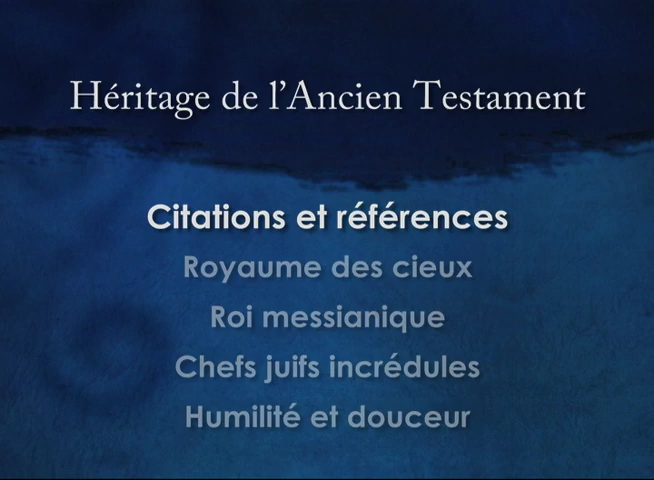 Héritage de l'Ancien Testament
Citations et références
Royaume des cieux
Roi messianique
Chefs juifs incrédules
Humilité et douceur